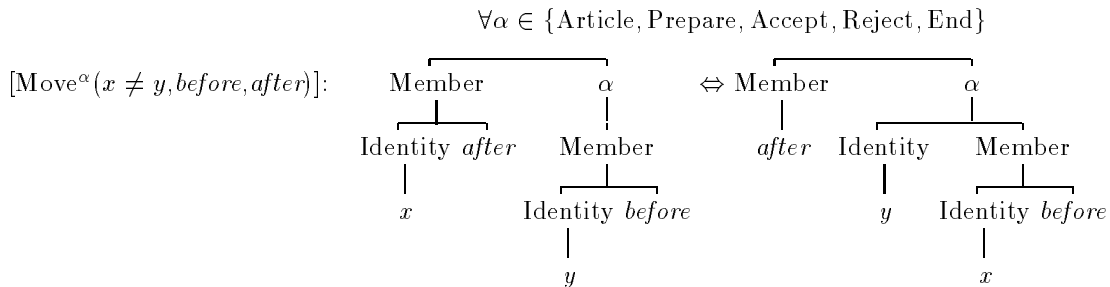 ∀α ∈ {Article, Prepare, Accept, Reject, End}
[Move^α(x ≠ y, before, after)]: Member α ⇔ Member α
Identity after Member after Identity Member
x Identity before y Identity before
y x